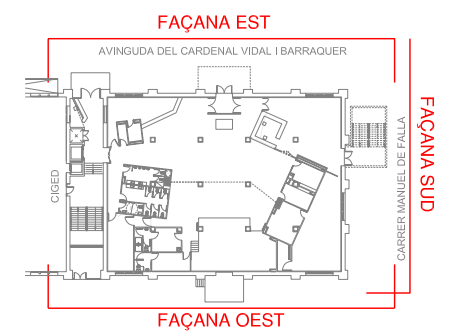 FAÇANA EST
AVINGUDA DEL CARDENAL VIDAL I BARRAQUER
CIGED
CARRER MANUEL DE FALLA
FAÇANA SUD
FAÇANA OEST